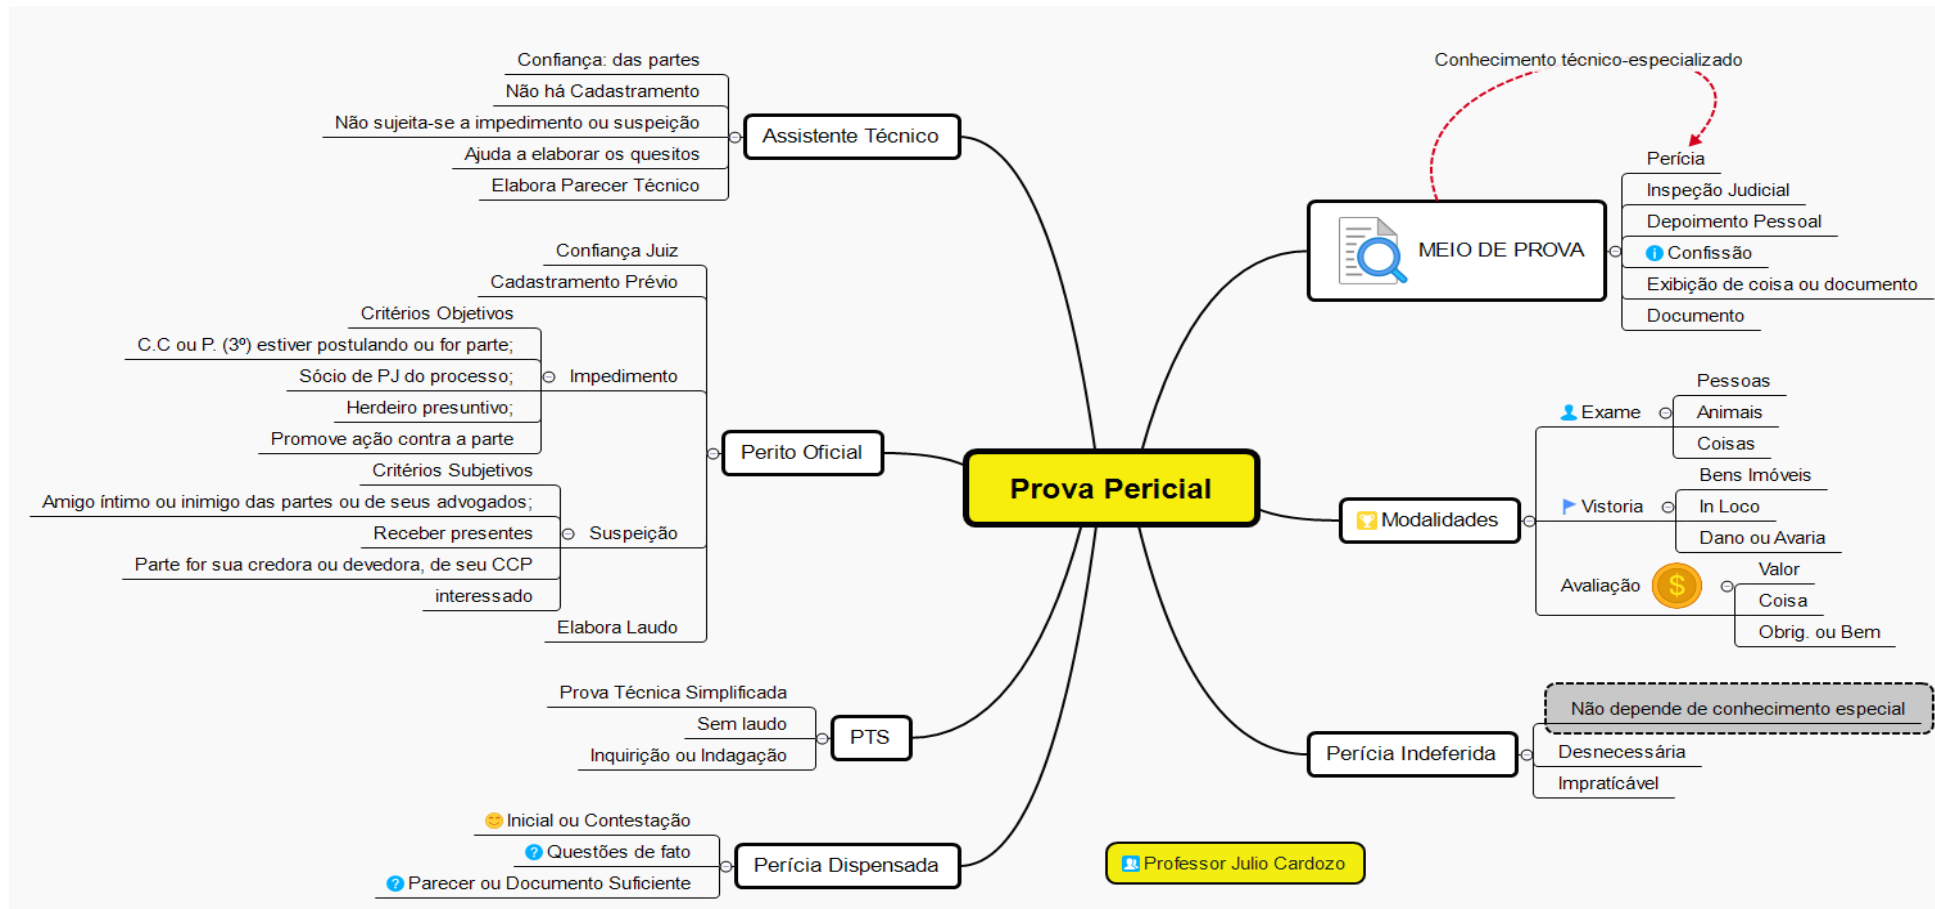 Confiança: das partes
Não há Cadastramento
Não sujeita-se a impedimento ou suspeição
Ajuda a elaborar os quesitos
Elabora Parecer Técnico
Assistente Técnico
Confiança Juiz
Cadastramento Prévio
Critérios Objetivos
C.C ou P. (3º) estiver postulando ou for parte;
Sócio de PJ do processo;
Herdeiro presuntivo;
Promove ação contra a parte
Impedimento
Critérios Subjetivos
Amigo íntimo ou inimigo das partes ou de seus advogados;
Receber presentes
Parte for sua credora ou devedora, de seu CCP
interessado
Suspeição
Elabora Laudo
Perito Oficial
Prova Técnica Simplificada
Sem laudo
Inquirição ou Indagação
PTS
Inicial ou Contestação
Questões de fato
Parecer ou Documento Suficiente
Perícia Dispensada
Prova Pericial
Conhecimento técnico-especializado
MEIO DE PROVA
Perícia
Inspeção Judicial
Depoimento Pessoal
Confissão
Exibição de coisa ou documento
Documento
Modalidades
Exame
Pessoas
Animais
Coisas
Vistoria
Bens Imóveis
In Loco
Dano ou Avaria
Avaliação
$
Valor
Coisa
Obrig. ou Bem
Perícia Indeferida
Não depende de conhecimento especial
Desnecessária
Impratícável
Professor Julio Cardozo